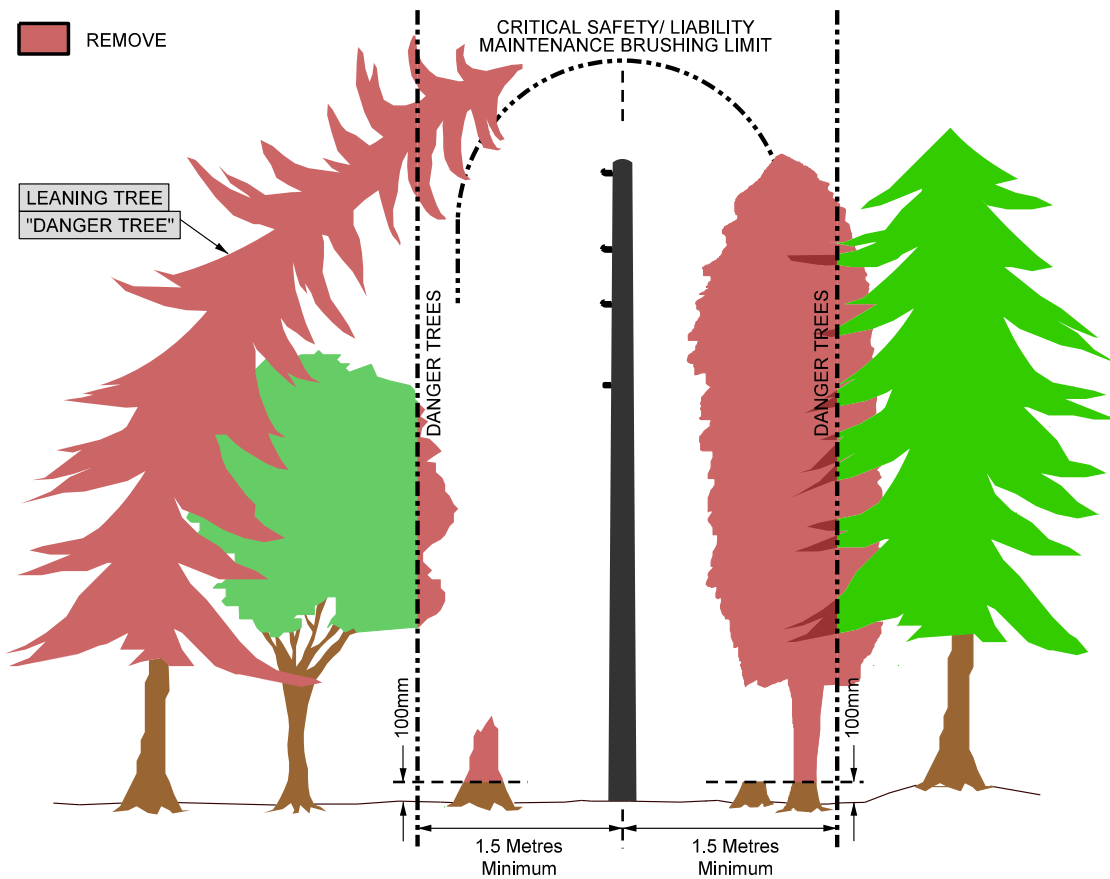 REMOVE
CRITICAL SAFETY/ LIABILITY
MAINTENANCE BRUSHING LIMIT
LEANING TREE
"DANGER TREE"
DANGER TREES
DANGER TREES
100mm
100mm
1.5 Metres
Minimum
1.5 Metres
Minimum